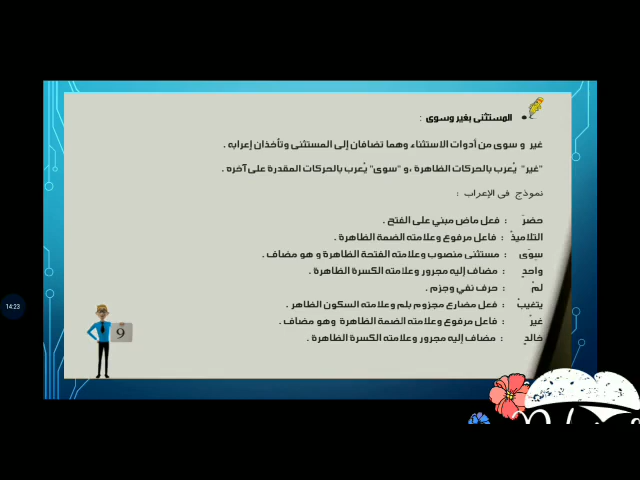 المستثنى بغير وسوى :
غير و سوى من أدوات الاستثناء وهما تضافان إلى المستثنى وتأخذان إعرابه .
"غير" يُعرب بالحركات الظاهرة ،و "سوى" يُعرب بالحركات المقدرة على آخره .
نموذج في الإعراب :
حضرَ : فعل ماض مبني على الفتح .
التلاميذُ : فاعل مرفوع وعلامته الضمة الظاهرة .
سِوَى : مستثنى منصوب وعلامته الفتحة الظاهرة و هو مضاف .
واحدٍ : مضاف إليه مجرور وعلامته الكسرة الظاهرة .
لمْ : حرف نفي وجزم .
يتغيبْ : فعل مضارع مجزوم بلم وعلامته السكون الظاهر .
غيرُ : فاعل مرفوع وعلامته الضمة الظاهرة وهو مضاف .
خالدٍ : مضاف إليه مجرور وعلامته الكسرة الظاهرة .
9
14:23